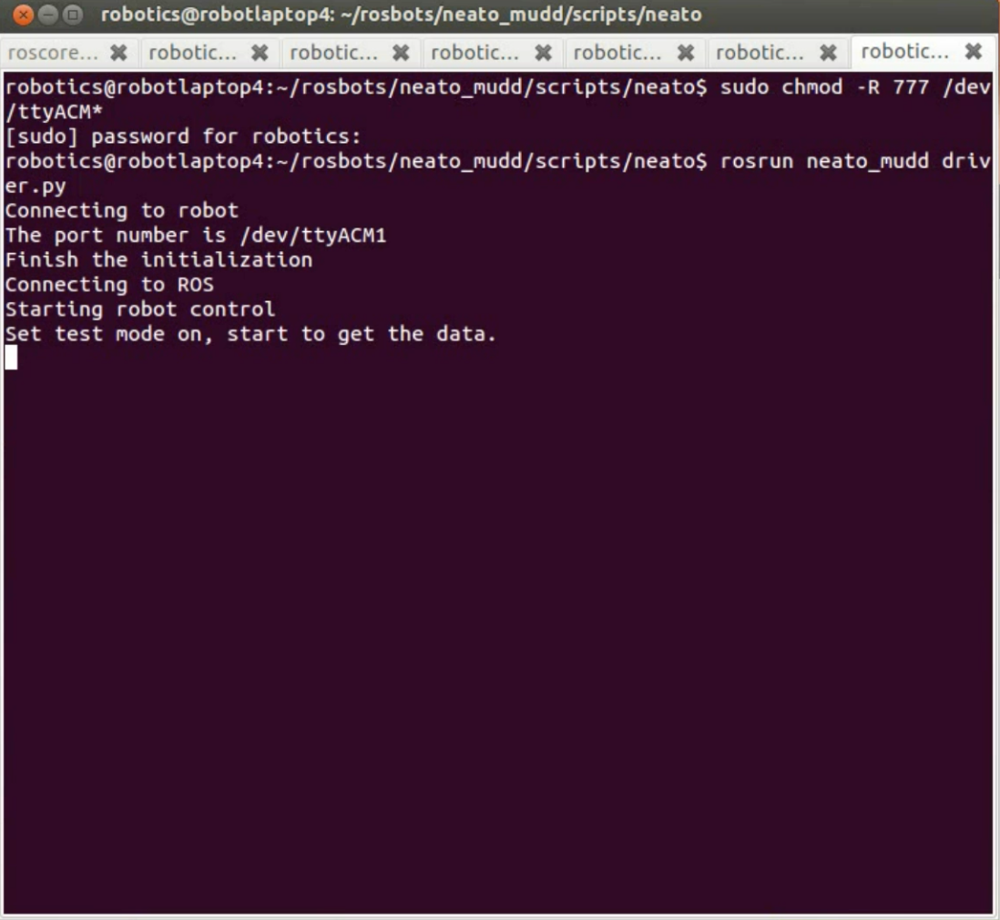 robotics@robotlaptop4: ~/rosbots/neato_mudd/scripts/neato
roscore... robotic... robotic... robotic... robotic... robotic... robotic...
robotics@robotlaptop4:~/rosbots/neato_mudd/scripts/neato$ sudo chmod -R 777 /dev
/ttyACM*
[sudo] password for robotics:
robotics@robotlaptop4:~/rosbots/neato_mudd/scripts/neato$ rosrun neato_mudd driv
er.py
Connecting to robot
The port number is /dev/ttyACM1
Finish the initialization
Connecting to ROS
Starting robot control
Set test mode on, start to get the data.